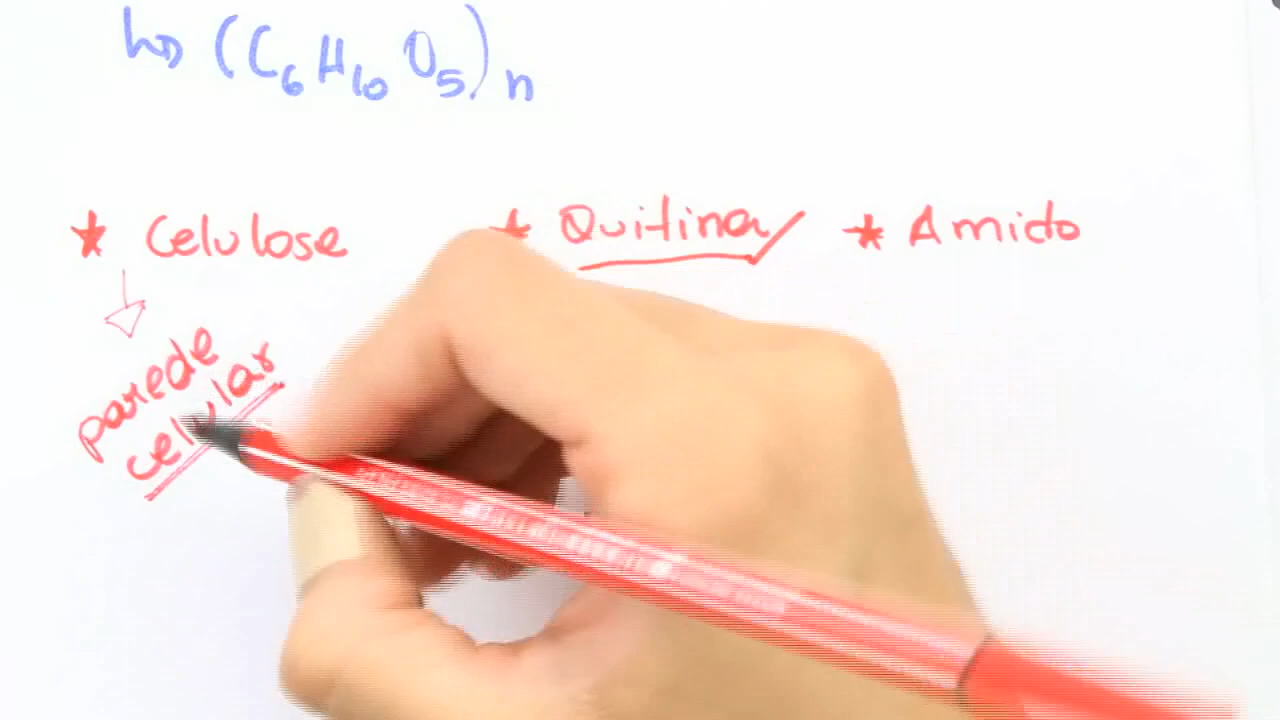 ↳ (C₆H₁₀O₅)ₙ
* Celulose * Quitina * Amido
parede
celular